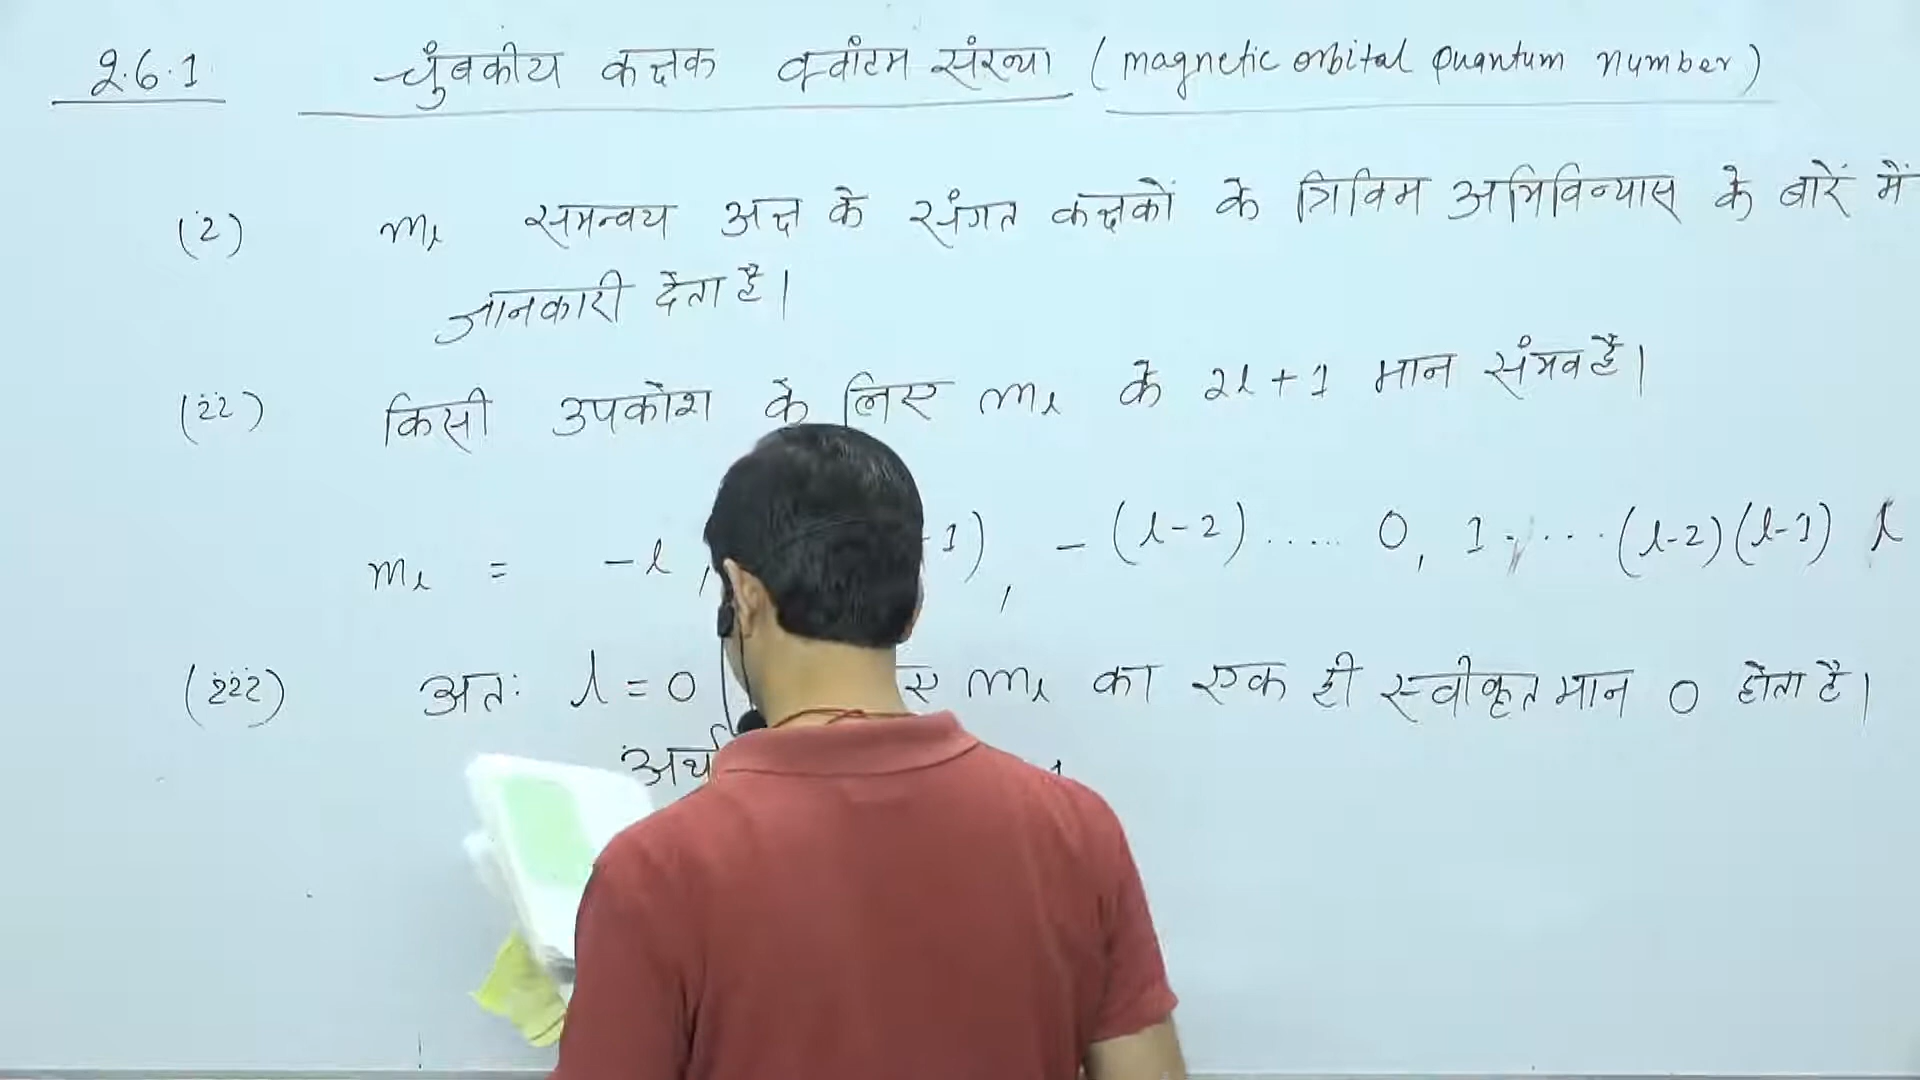 2.6.1 चुंबकीय कक्षक क्वांटम संख्या (magnetic orbital quantum number)
(i) mₗ समन्वय अक्ष के संगत कक्षकों के त्रिविम अभिविन्यास के बारें में
जानकारी देता है।
(ii) किसी उपकोश के लिए mₗ के 2l+1 मान संभव है।
mₗ = -l, -1), -(l-2)..... 0, 1, ....(l-2)(l-1) l
(iii) अतः l=0 mₗ का एक ही स्वीकृत मान 0 होता है।